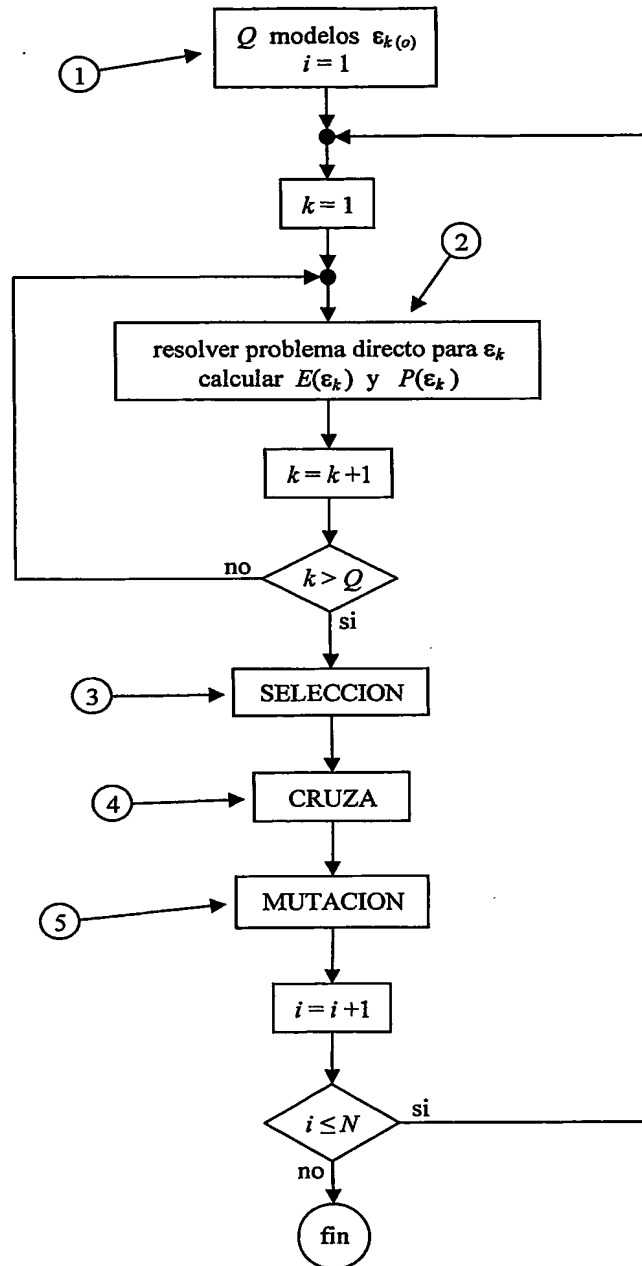 Q modelos ε_k(o)
i = 1
1
k = 1
2
resolver problema directo para ε_k
calcular E(ε_k) y P(ε_k)
k = k +1
no
k > Q
si
3
SELECCION
4
CRUZA
5
MUTACION
i = i +1
i ≤ N
si
no
fin